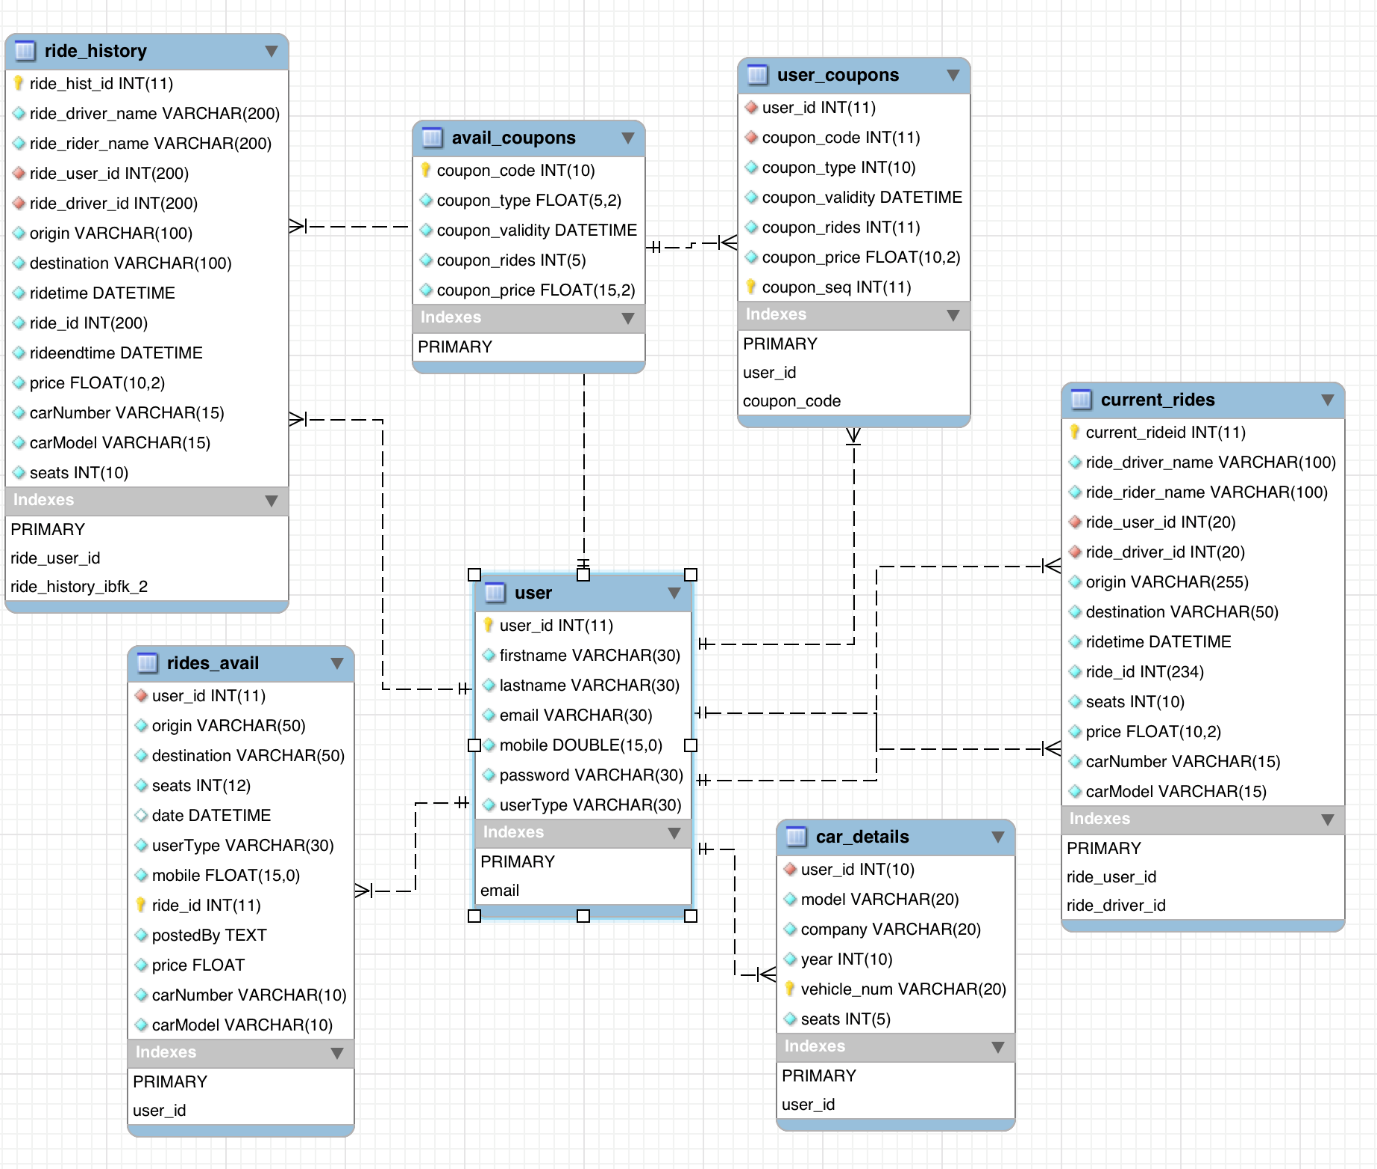 ride_history
ride_hist_id INT(11)
ride_driver_name VARCHAR(200)
ride_rider_name VARCHAR(200)
ride_user_id INT(200)
ride_driver_id INT(200)
origin VARCHAR(100)
destination VARCHAR(100)
ridetime DATETIME
ride_id INT(200)
rideendtime DATETIME
price FLOAT(10,2)
carNumber VARCHAR(15)
carModel VARCHAR(15)
seats INT(10)
Indexes
PRIMARY
ride_user_id
ride_history_ibfk_2
avail_coupons
coupon_code INT(10)
coupon_type FLOAT(5,2)
coupon_validity DATETIME
coupon_rides INT(5)
coupon_price FLOAT(15,2)
Indexes
PRIMARY
user_coupons
user_id INT(11)
coupon_code INT(11)
coupon_type INT(10)
coupon_validity DATETIME
coupon_rides INT(11)
coupon_price FLOAT(10,2)
coupon_seq INT(11)
Indexes
PRIMARY
user_id
coupon_code
current_rides
current_rideid INT(11)
ride_driver_name VARCHAR(100)
ride_rider_name VARCHAR(100)
ride_user_id INT(20)
ride_driver_id INT(20)
origin VARCHAR(255)
destination VARCHAR(50)
ridetime DATETIME
ride_id INT(234)
seats INT(10)
price FLOAT(10,2)
carNumber VARCHAR(15)
carModel VARCHAR(15)
Indexes
PRIMARY
ride_user_id
ride_driver_id
user
user_id INT(11)
firstname VARCHAR(30)
lastname VARCHAR(30)
email VARCHAR(30)
mobile DOUBLE(15,0)
password VARCHAR(30)
userType VARCHAR(30)
Indexes
PRIMARY
email
rides_avail
user_id INT(11)
origin VARCHAR(50)
destination VARCHAR(50)
seats INT(12)
date DATETIME
userType VARCHAR(30)
mobile FLOAT(15,0)
ride_id INT(11)
postedBy TEXT
price FLOAT
carNumber VARCHAR(10)
carModel VARCHAR(10)
Indexes
PRIMARY
user_id
car_details
user_id INT(10)
model VARCHAR(20)
company VARCHAR(20)
year INT(10)
vehicle_num VARCHAR(20)
seats INT(5)
Indexes
PRIMARY
user_id